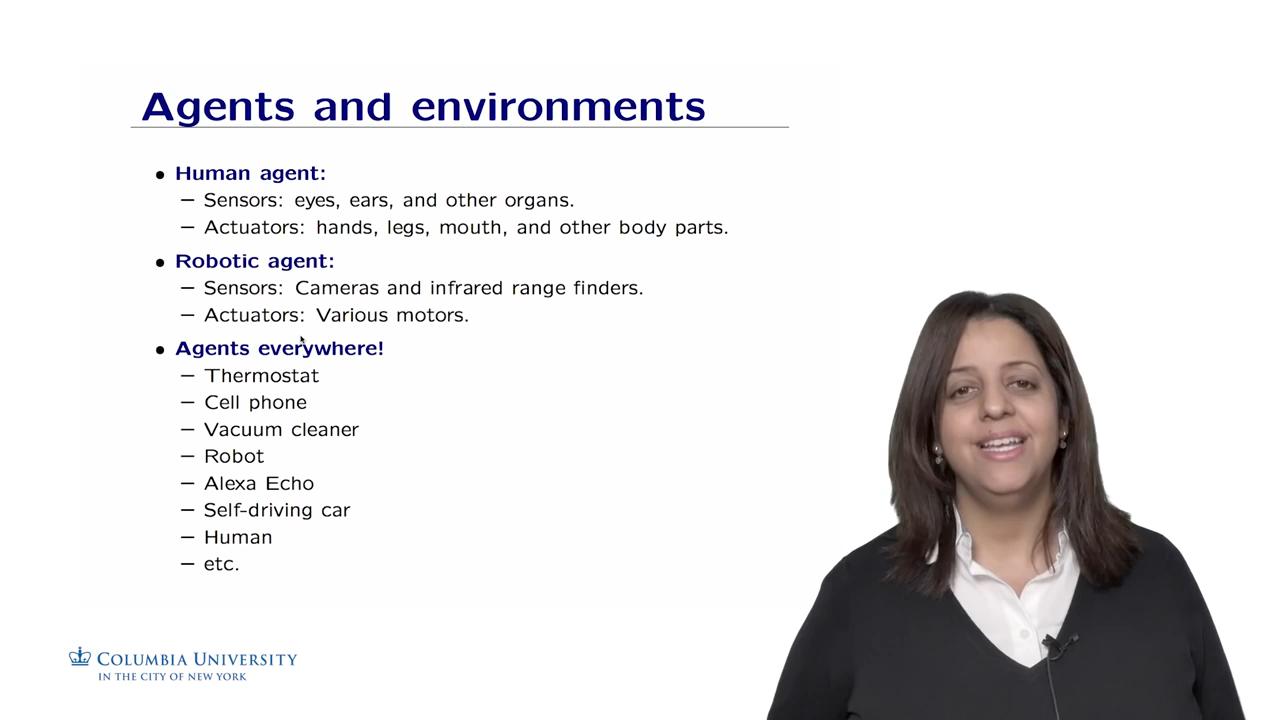 Agents and environments
• Human agent:
– Sensors: eyes, ears, and other organs.
– Actuators: hands, legs, mouth, and other body parts.
• Robotic agent:
– Sensors: Cameras and infrared range finders.
– Actuators: Various motors.
• Agents everywhere!
– Thermostat
– Cell phone
– Vacuum cleaner
– Robot
– Alexa Echo
– Self-driving car
– Human
– etc.
COLUMBIA UNIVERSITY
IN THE CITY OF NEW YORK